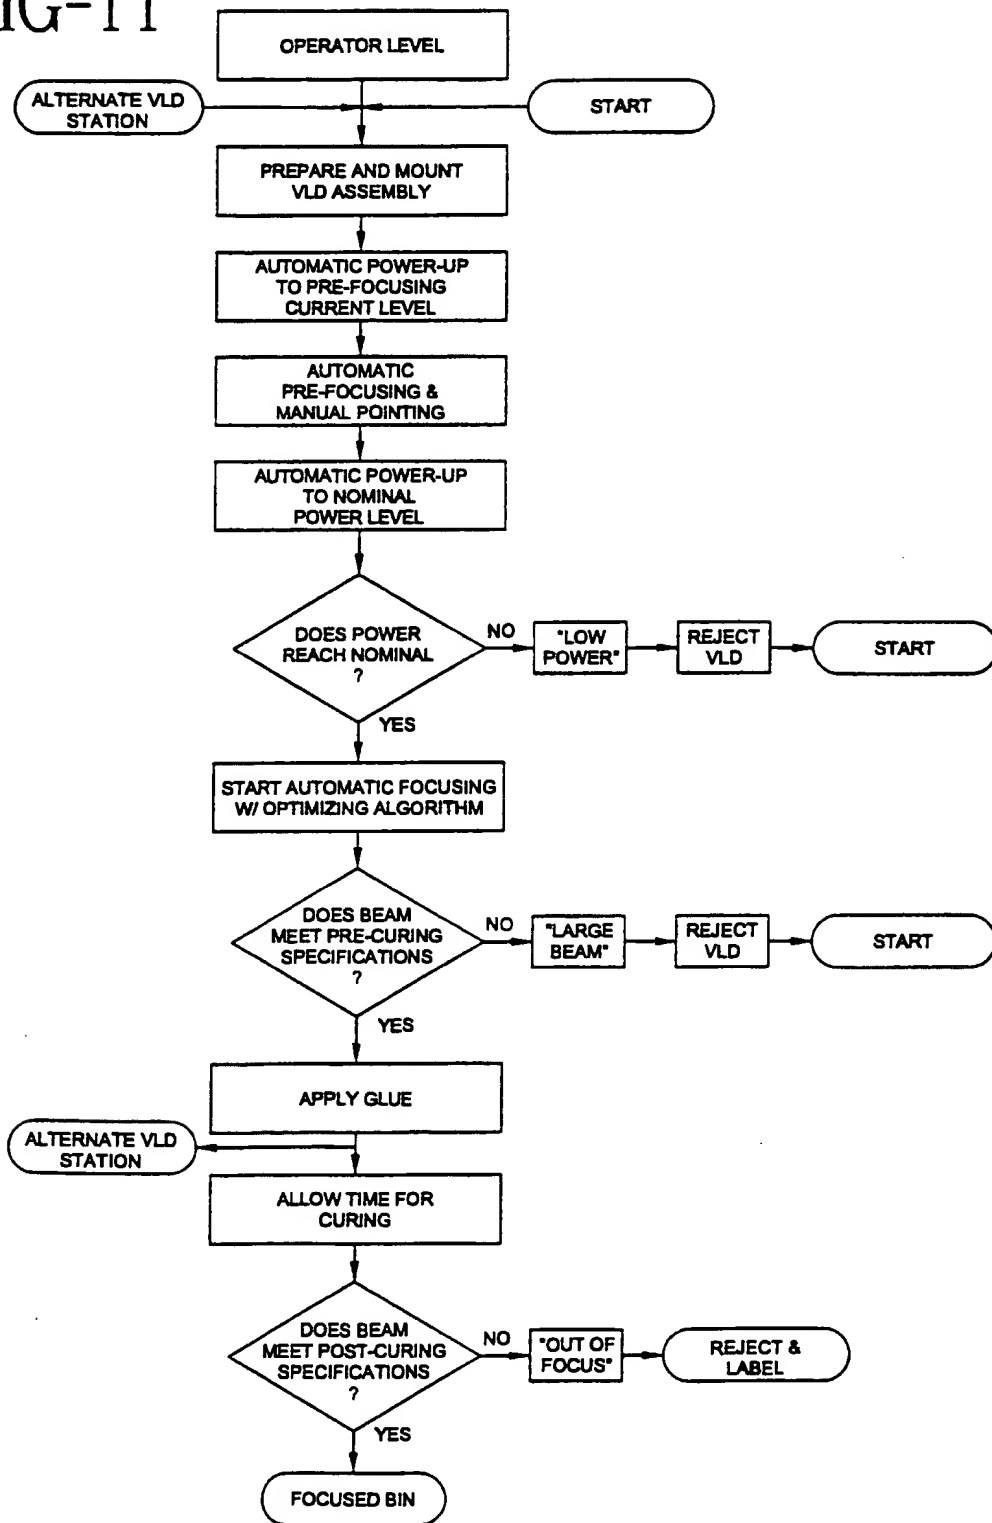 IG-11
OPERATOR LEVEL
ALTERNATE VLD
STATION
START
PREPARE AND MOUNT
VLD ASSEMBLY
AUTOMATIC POWER-UP
TO PRE-FOCUSING
CURRENT LEVEL
AUTOMATIC
PRE-FOCUSING &
MANUAL POINTING
AUTOMATIC POWER-UP
TO NOMINAL
POWER LEVEL
DOES POWER
REACH NOMINAL
?
NO
"LOW
POWER"
REJECT
VLD
START
YES
START AUTOMATIC FOCUSING
W/ OPTIMIZING ALGORITHM
DOES BEAM
MEET PRE-CURING
SPECIFICATIONS
?
NO
"LARGE
BEAM"
REJECT
VLD
START
YES
APPLY GLUE
ALTERNATE VLD
STATION
ALLOW TIME FOR
CURING
DOES BEAM
MEET POST-CURING
SPECIFICATIONS
?
NO
"OUT OF
FOCUS"
REJECT &
LABEL
YES
FOCUSED BIN